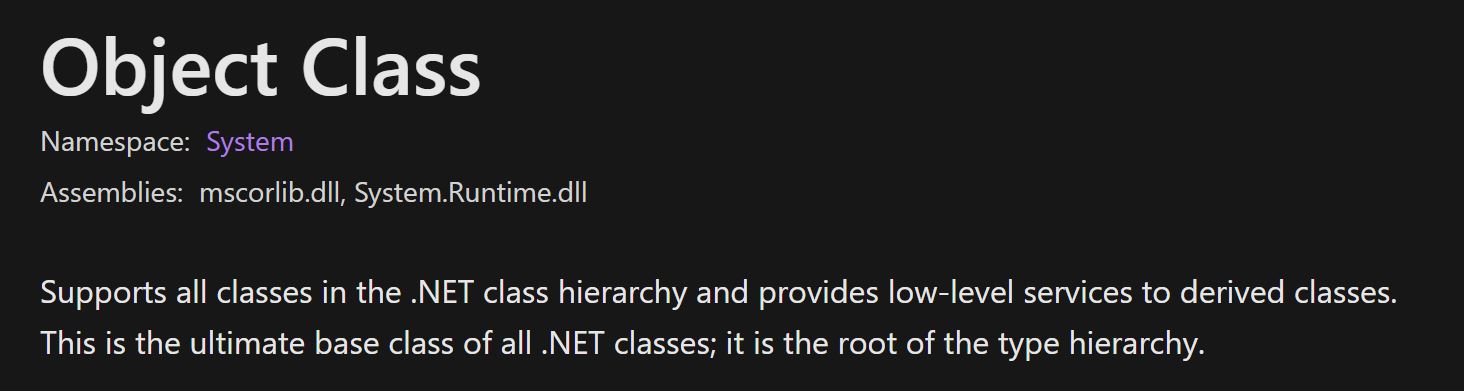 Object Class
Namespace: System
Assemblies: mscorlib.dll, System.Runtime.dll
Supports all classes in the .NET class hierarchy and provides low-level services to derived classes.
This is the ultimate base class of all .NET classes; it is the root of the type hierarchy.